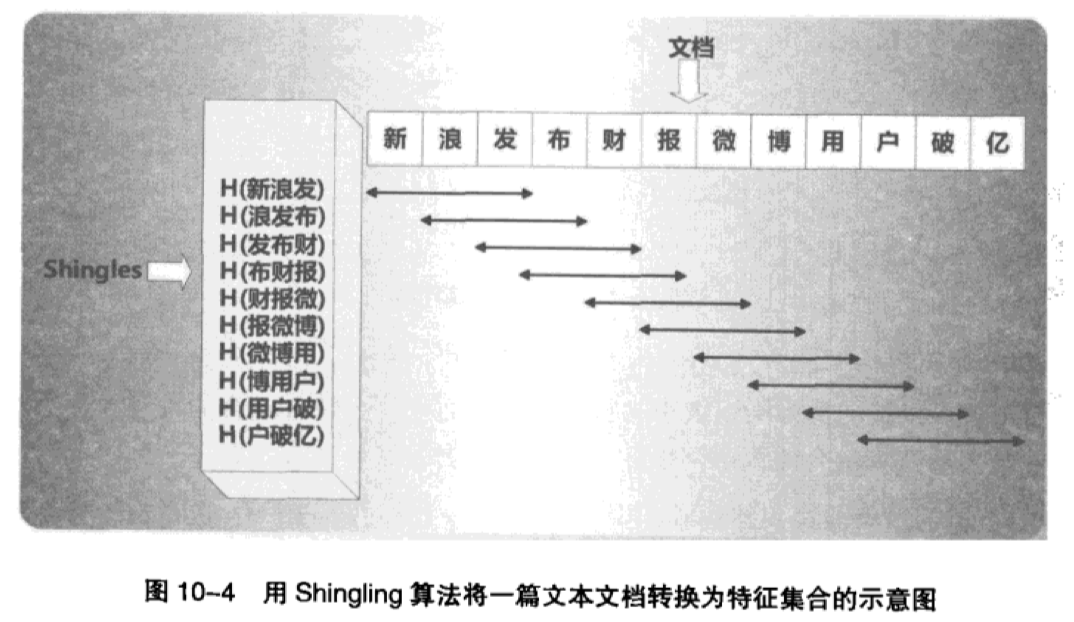 文档
新 浪 发 布 财 报 微 博 用 户 破 亿
H(新浪发)
H(浪发布)
H(发布财)
Shingles
H(布财报)
H(财报微)
H(报微博)
H(微博用)
H(博用户)
H(用户破)
H(户破亿)
图 10-4 用 Shingling 算法将一篇文本文档转换为特征集合的示意图